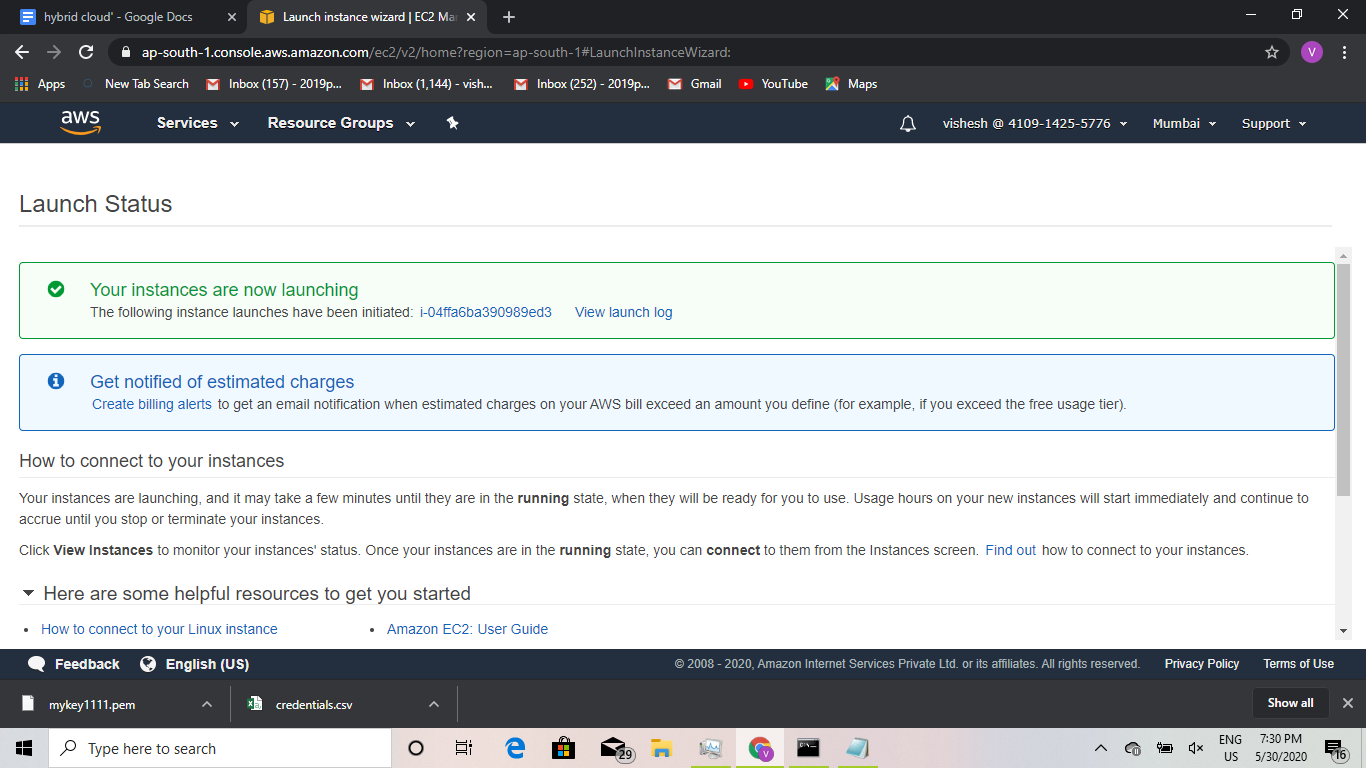 hybrid cloud' - Google Docs
Launch instance wizard | EC2 Ma
ap-south-1.console.aws.amazon.com/ec2/v2/home?region=ap-south-1#LaunchInstanceWizard:
V
Apps
New Tab Search
Inbox (157) - 2019p...
Inbox (1,144) - vish...
Inbox (252) - 2019p...
Gmail
YouTube
Maps
aws
Services
Resource Groups
vishesh @ 4109-1425-5776
Mumbai
Support
Launch Status
Your instances are now launching
The following instance launches have been initiated: i-04ffa6ba390989ed3 View launch log
Get notified of estimated charges
Create billing alerts to get an email notification when estimated charges on your AWS bill exceed an amount you define (for example, if you exceed the free usage tier).
How to connect to your instances
Your instances are launching, and it may take a few minutes until they are in the running state, when they will be ready for you to use. Usage hours on your new instances will start immediately and continue to
accrue until you stop or terminate your instances.
Click View Instances to monitor your instances' status. Once your instances are in the running state, you can connect to them from the Instances screen. Find out how to connect to your instances.
Here are some helpful resources to get you started
• How to connect to your Linux instance
• Amazon EC2: User Guide
Feedback
English (US)
© 2008 - 2020, Amazon Internet Services Private Ltd. or its affiliates. All rights reserved.
Privacy Policy
Terms of Use
mykey1111.pem
credentials.csv
Show all
Type here to search
29
V
ENG
US
7:30 PM
5/30/2020
16